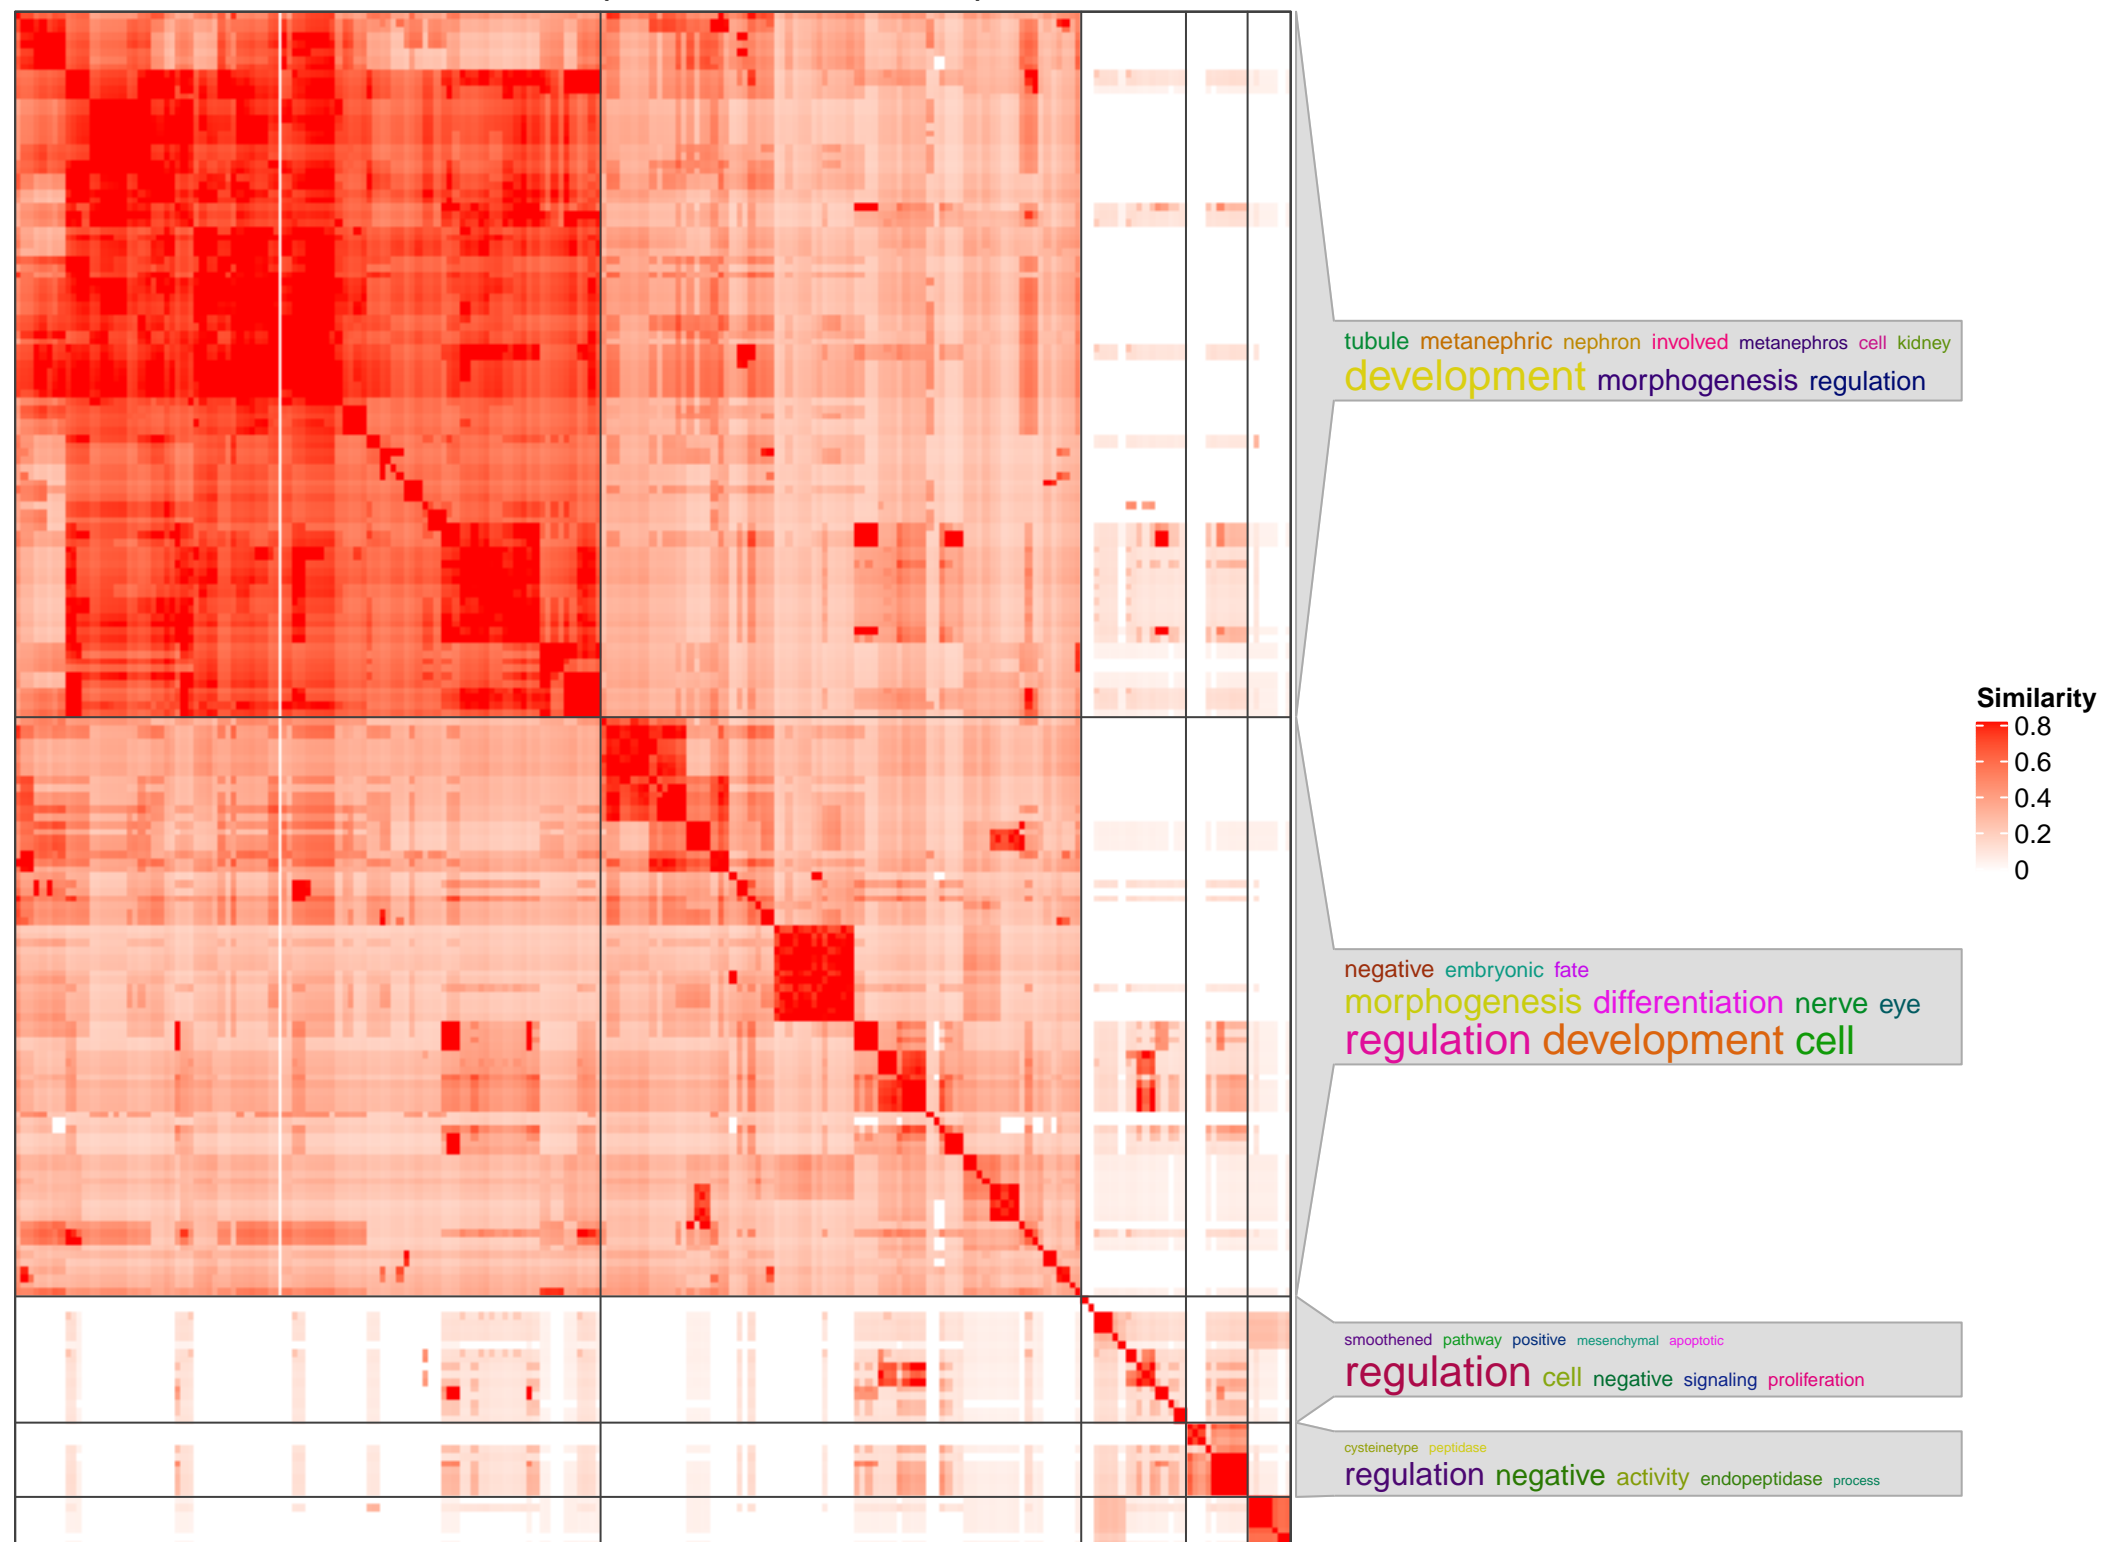 tubule metanephric nephron involved metanephros cell kidney
development morphogenesis regulation
Similarity
0.8
0.6
0.4
0.2
0
negative embryonic fate
morphogenesis differentiation nerve eye
regulation development cell
smoothened pathway positive mesenchymal apoptotic
regulation cell negative signaling proliferation
cysteinetype peptidase
regulation negative activity endopeptidase process